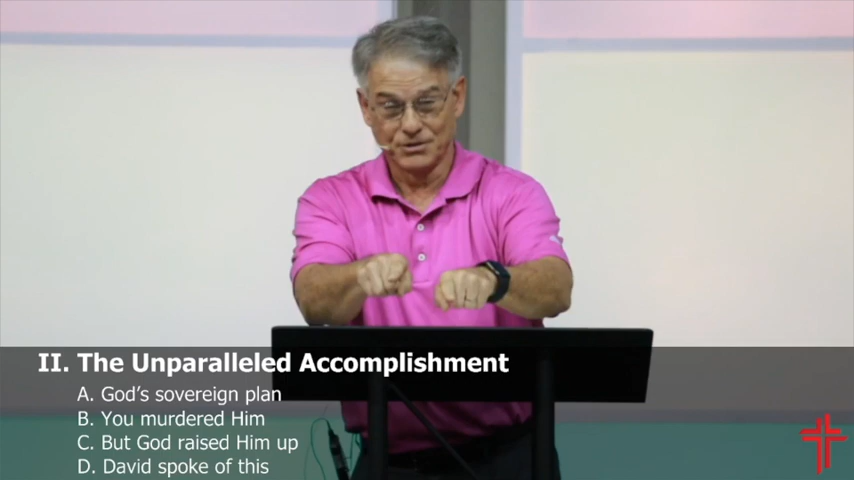 II. The Unparalleled Accomplishment
A. God's sovereign plan
B. You murdered Him
C. But God raised Him up
D. David spoke of this